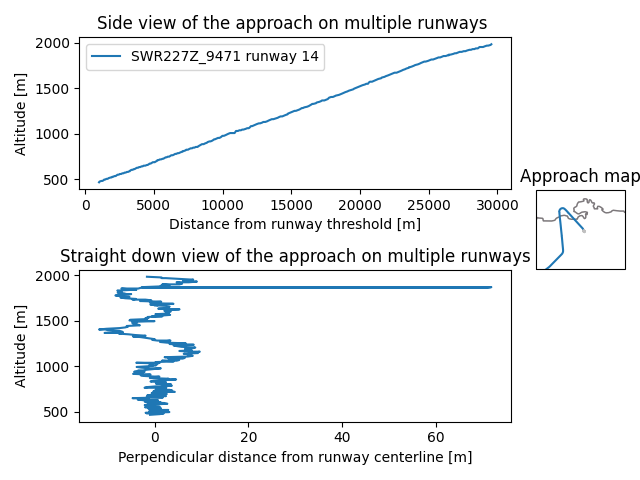 Side view of the approach on multiple runways
2000
1500
1000
500
Altitude [m]
SWR227Z_9471 runway 14
0 5000 10000 15000 20000 25000 30000
Distance from runway threshold [m]
Approach map
Straight down view of the approach on multiple runways
2000
1500
1000
500
Altitude [m]
0 20 40 60
Perpendicular distance from runway centerline [m]